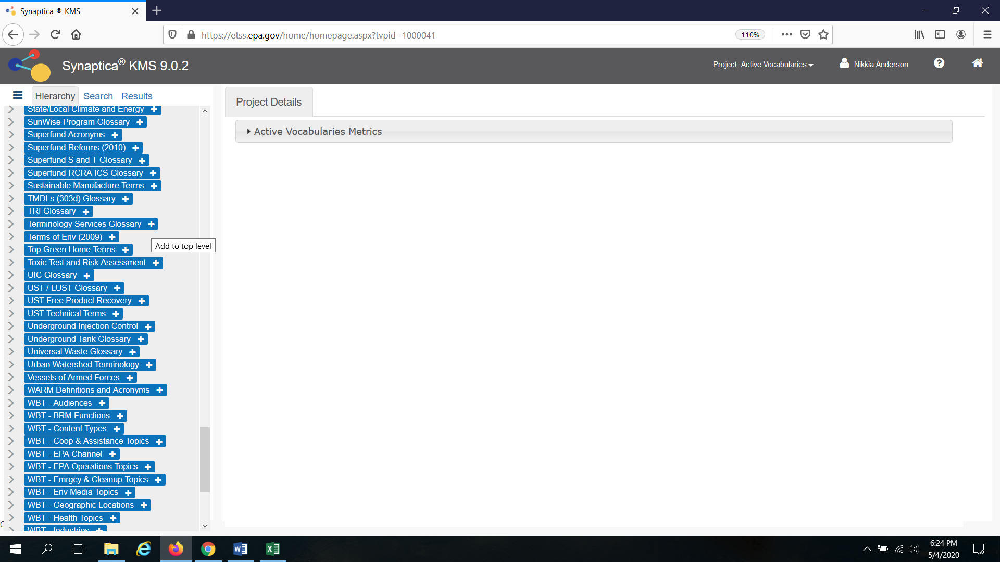 Synaptica ® KMS
https://etss.epa.gov/home/homepage.aspx?tvpid=1000041
110%
Synaptica® KMS 9.0.2
Project: Active Vocabularies
Nikkia Anderson
Hierarchy
Search
Results
Project Details
Active Vocabularies Metrics
State/Local Climate and Energy
SunWise Program Glossary
Superfund Acronyms
Superfund Reforms (2010)
Superfund S and T Glossary
Superfund-RCRA ICS Glossary
Sustainable Manufacture Terms
TMDLs (303d) Glossary
TRI Glossary
Terminology Services Glossary
Terms of Env (2009)
Add to top level
Top Green Home Terms
Toxic Test and Risk Assessment
UIC Glossary
UST / LUST Glossary
UST Free Product Recovery
UST Technical Terms
Underground Injection Control
Underground Tank Glossary
Universal Waste Glossary
Urban Watershed Terminology
Vessels of Armed Forces
WARM Definitions and Acronyms
WBT - Audiences
WBT - BRM Functions
WBT - Content Types
WBT - Coop & Assistance Topics
WBT - EPA Channel
WBT - EPA Operations Topics
WBT - Emrgcy & Cleanup Topics
WBT - Env Media Topics
WBT - Geographic Locations
WBT - Health Topics
WBT - Industries
6:24 PM
5/4/2020